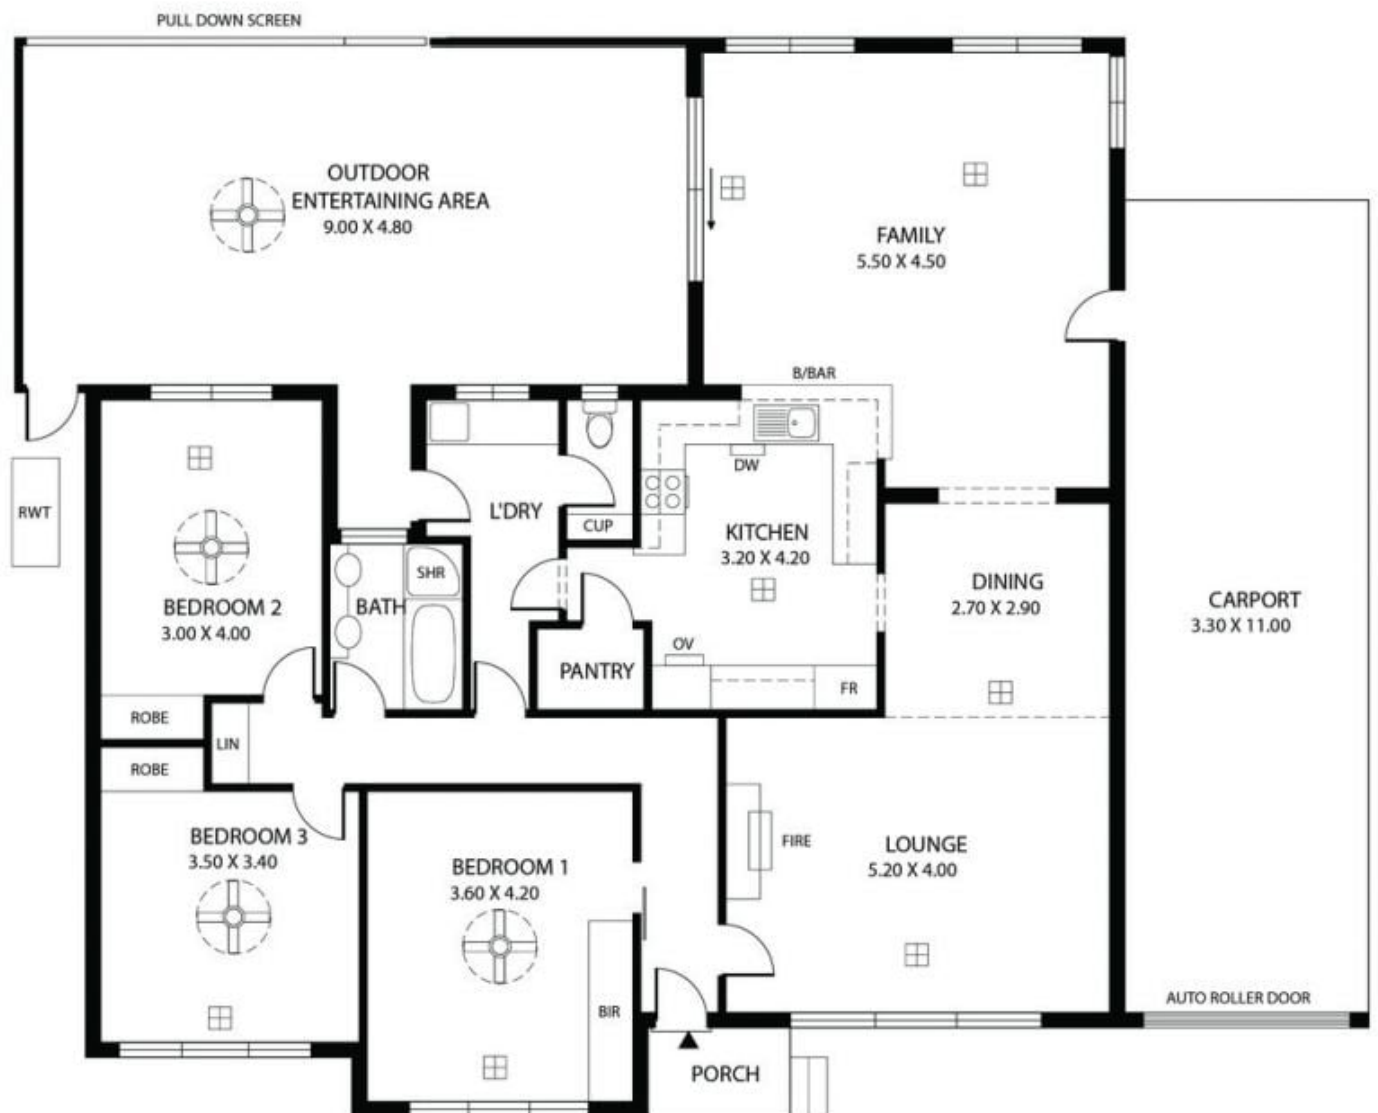 PULL DOWN SCREEN
OUTDOOR
ENTERTAINING AREA
9.00 X 4.80
FAMILY
5.50 X 4.50
B/BAR
DW
RWT
L'DRY
CUP
KITCHEN
3.20 X 4.20
SHR
BATH
BEDROOM 2
3.00 X 4.00
DINING
2.70 X 2.90
CARPORT
3.30 X 11.00
OV
PANTRY
FR
ROBE
LIN
ROBE
BEDROOM 3
3.50 X 3.40
BEDROOM 1
3.60 X 4.20
FIRE
LOUNGE
5.20 X 4.00
BIR
AUTO ROLLER DOOR
PORCH